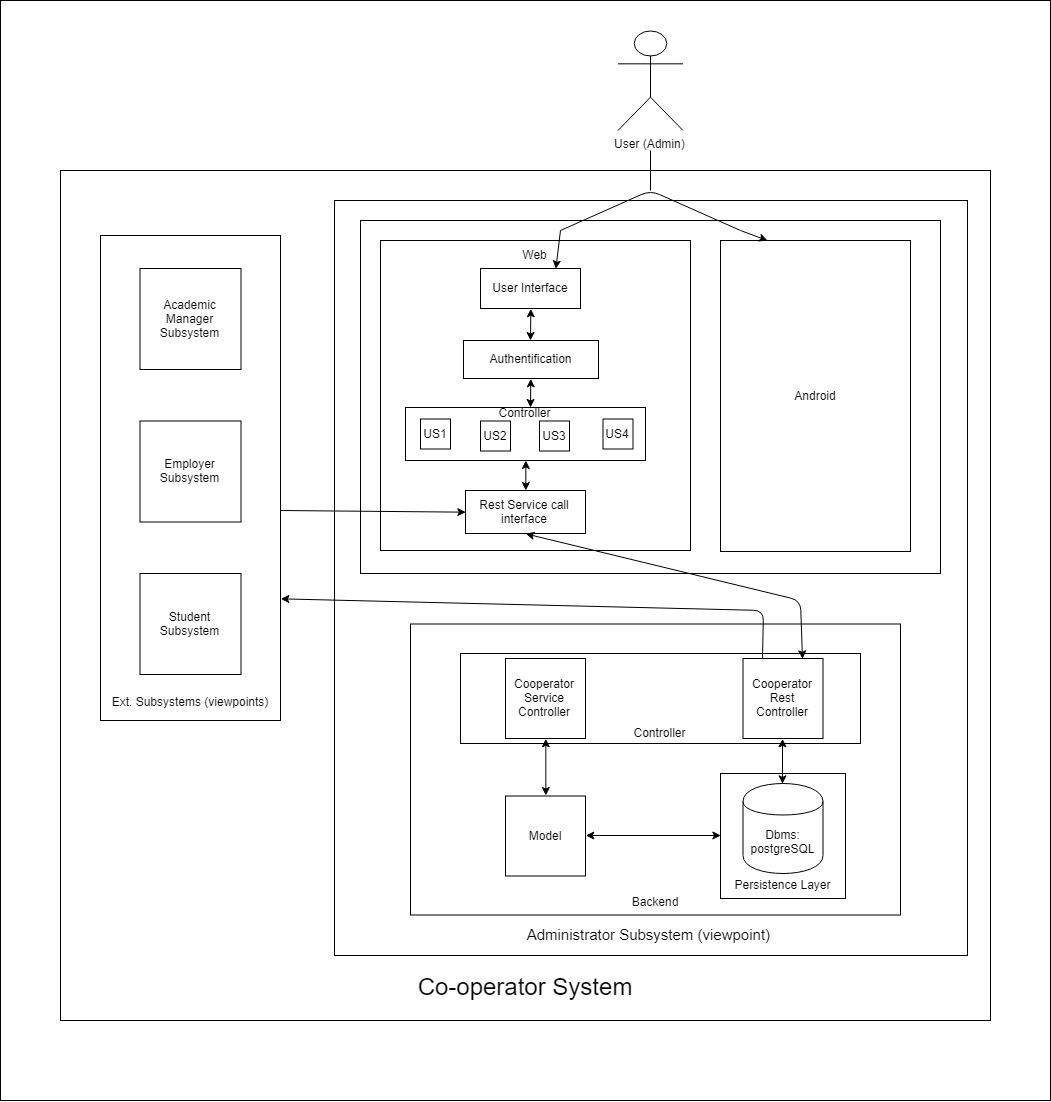 User (Admin)
Web
User Interface
Authentification
Controller
US1
US2
US3
US4
Rest Service call
interface
Android
Academic
Manager
Subsystem
Employer
Subsystem
Student
Subsystem
Ext. Subsystems (viewpoints)
Cooperator
Service
Controller
Cooperator
Rest
Controller
Controller
Model
Dbms:
postgreSQL
Persistence Layer
Backend
Administrator Subsystem (viewpoint)
Co-operator System